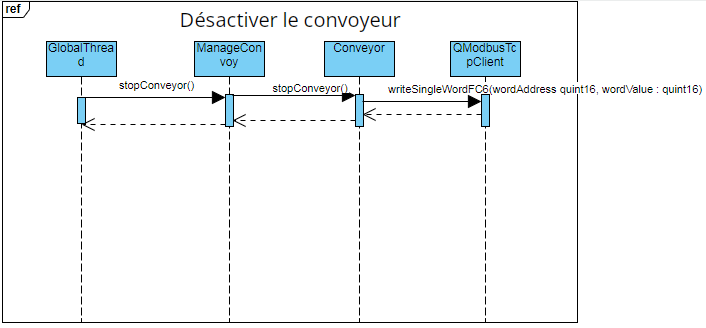 ref
Désactiver le convoyeur
GlobalThrea
d
ManageCon
voy
Conveyor
QModbusTc
pClient
stopConveyor()
stopConveyor()
writeSingleWordFC6(wordAddress quint16, wordValue : quint16)